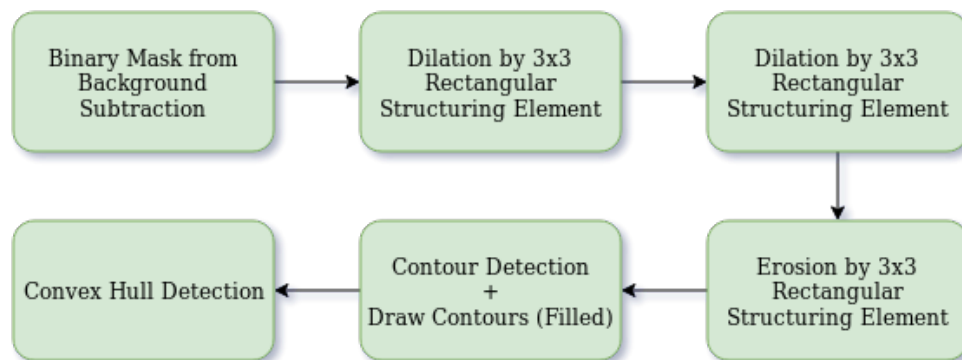 Binary Mask from
Background
Subtraction
Dilation by 3x3
Rectangular
Structuring Element
Dilation by 3x3
Rectangular
Structuring Element
Erosion by 3x3
Rectangular
Structuring Element
Contour Detection
+
Draw Contours (Filled)
Convex Hull Detection